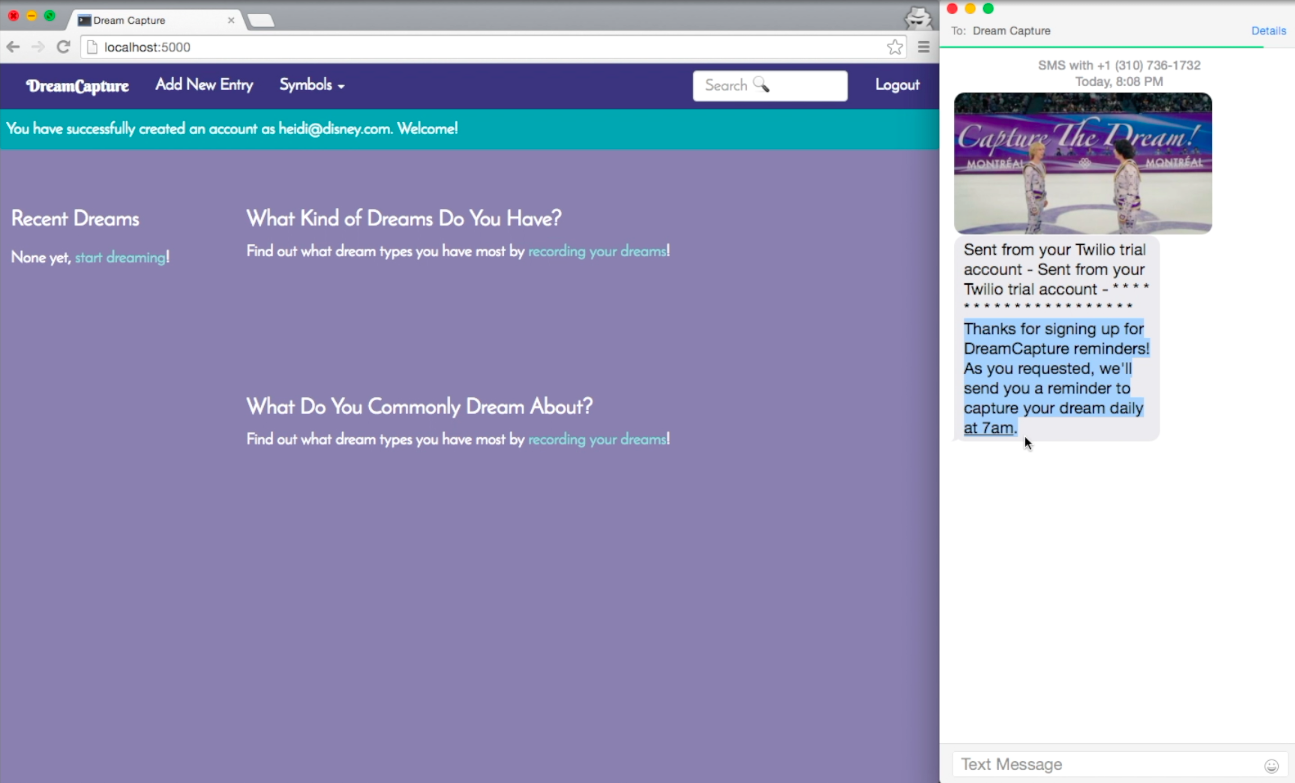 Dream Capture
localhost:5000
DreamCapture
Add New Entry
Symbols
Search
Logout
You have successfully created an account as heidi@disney.com. Welcome!
Recent Dreams
None yet, start dreaming!
What Kind of Dreams Do You Have?
Find out what dream types you have most by recording your dreams!
What Do You Commonly Dream About?
Find out what dream types you have most by recording your dreams!
To: Dream Capture
Details
SMS with +1 (310) 736-1732
Today, 8:08 PM
Capture The Dream!
MONTRÉAL MONTRÉAL
Sent from your Twilio trial
account - Sent from your
Twilio trial account - * * * *
* * * * * * * * * * * * * * * * *
Thanks for signing up for
DreamCapture reminders!
As you requested, we'll
send you a reminder to
capture your dream daily
at 7am.
Text Message